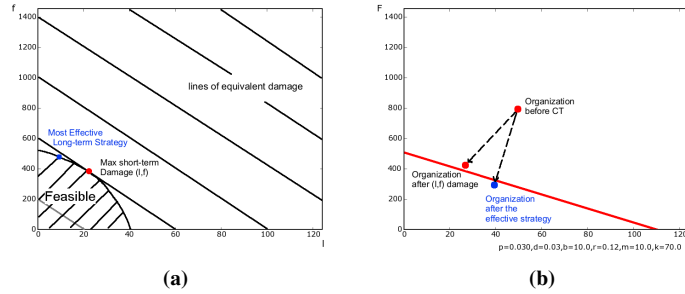 f
1400
1200
1000
800
600
400
200
0
0
20
40
60
80
100
120
l
lines of equivalent damage
Most Effective
Long-term Strategy
Max short-term
Damage (l,f)
Feasible
(a)
F
1400
1200
1000
800
600
400
200
0
0
20
40
60
80
100
120
Organization
before CT
Organization
after (l,f) damage
Organization
after the
effective strategy
p=0.030,d=0.03,b=10.0,r=0.12,m=10.0,k=70.0
(b)